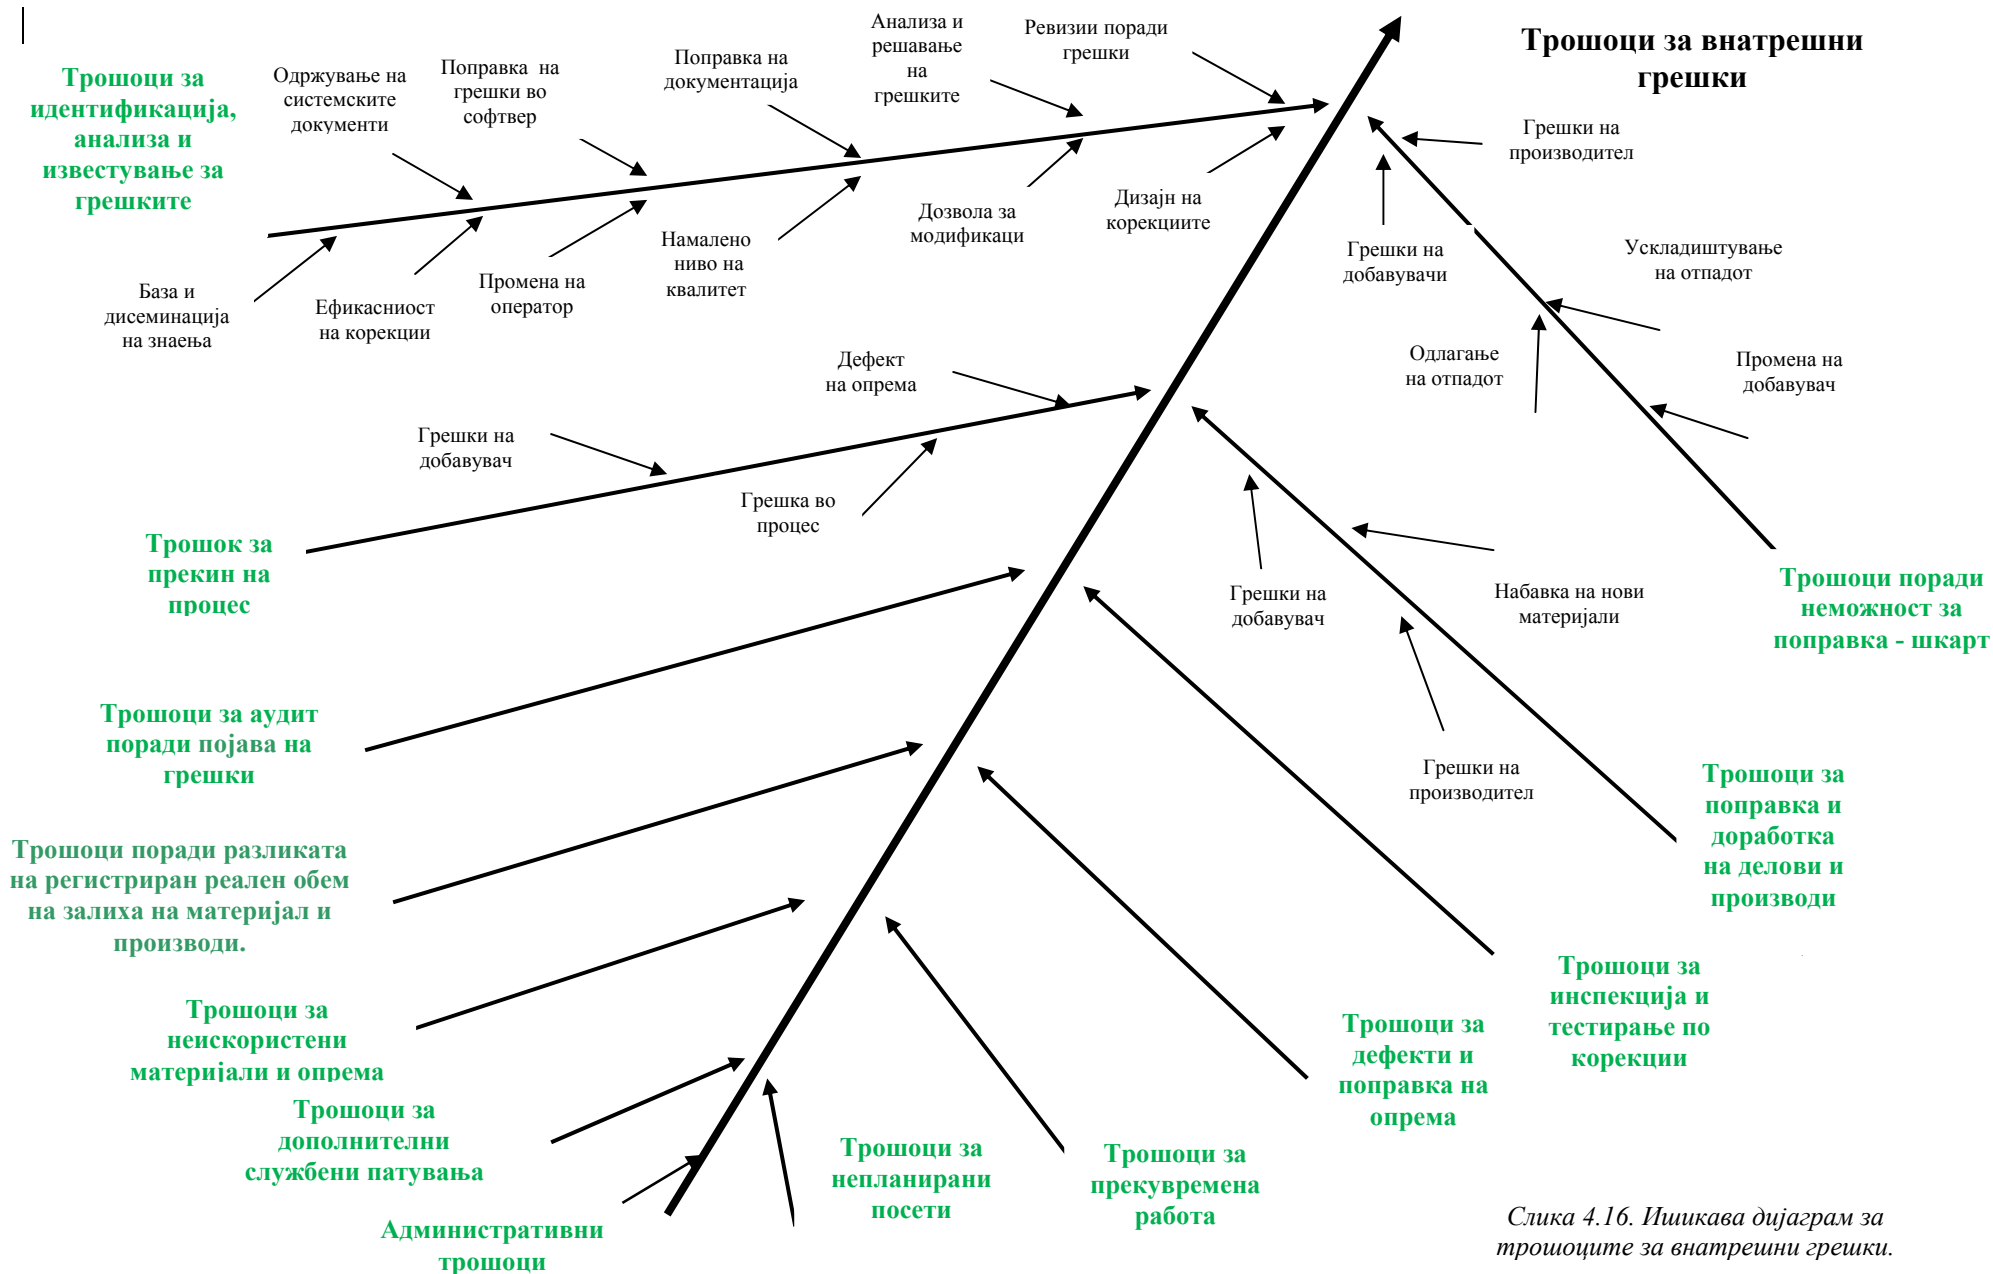 Трошоци за внатрешни
грешки
Трошоци за
идентификација,
анализа и
известување за
грешките
Одржување на
системските
документи
Поправка на
грешки во
софтвер
Поправка на
документација
Анализа и
решавање
на
грешките
Ревизии поради
грешки
База и
дисеминација
на знаења
Ефикасниост
на корекции
Промена на
оператор
Намалено
ниво на
квалитет
Дозвола за
модификаци
Дизајн на
корекциите
Грешки на
производител
Грешки на
добавувачи
Ускладиштување
на отпадот
Одлагање
на отпадот
Промена на
добавувач
Трошоци поради
неможност за
поправка - шкарт
Дефект
на опрема
Грешки на
добавувач
Грешка во
процес
Трошок за
прекин на
процес
Грешки на
добавувач
Набавка на нови
материјали
Грешки на
производител
Трошоци за
поправка и
доработка
на делови и
производи
Трошоци за аудит
поради појава на
грешки
Трошоци за
инспекција и
тестирање по
корекции
Трошоци поради разликата
на регистриран реален обем
на залиха на материјал и
производи.
Трошоци за
дефекти и
поправка на
опрема
Трошоци за
неискористени
материјали и опрема
Трошоци за
прекувремена
работа
Трошоци за
дополнителни
службени патувања
Трошоци за
непланирани
посети
Административни
трошоци
Слика 4.16. Ишикава дијаграм за
трошоците за внатрешни грешки.